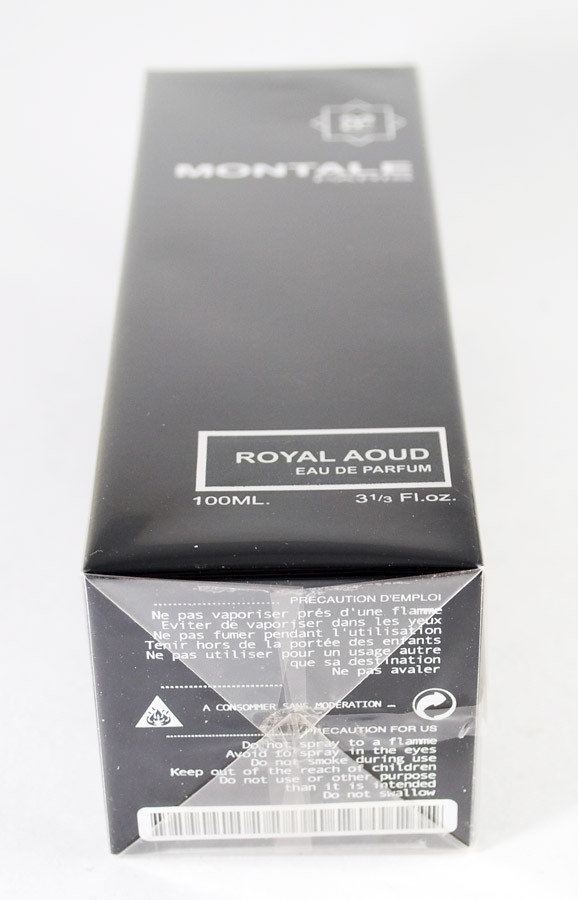 MONTALE
PARIS
ROYAL AOUD
EAU DE PARFUM
100ML. 3 1/3 Fl.oz.
PRECAUTION D'EMPLOI
Ne pas vaporiser prés d'une flamme
Eviter de vaporiser dans les yeux
Ne pas fumer pendant l'utilisation
Tenir hors de la portée des enfants
Ne pas utiliser pour un usage autre
que sa destination
Ne pas avaler
A CONSOMMER SANS MODERATION …
PRECAUTION FOR US
Do not spray to a flamme
Avoid to spray in the eyes
Do not smoke during use
Keep out of the reach of children
Do not use or other purpose
than it is intended
Do not swallow